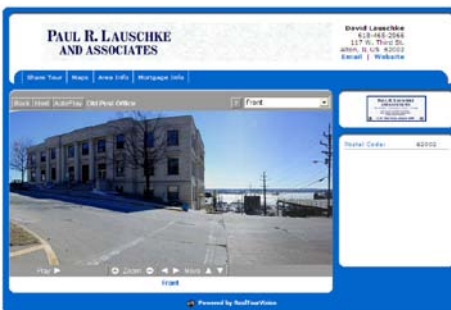 PAUL R. LAUSCHKE
AND ASSOCIATES
David Lauschke
618-465-2966
117 W. Third St.
Alton, IL US 62002
Email | Website
Share Tour | Maps | Area Info | Mortgage Info
Back Next AutoPlay Old Post Office
Front
Postal Code: 62002
Play
Zoom
Move
Front
Powered by RealTourVision